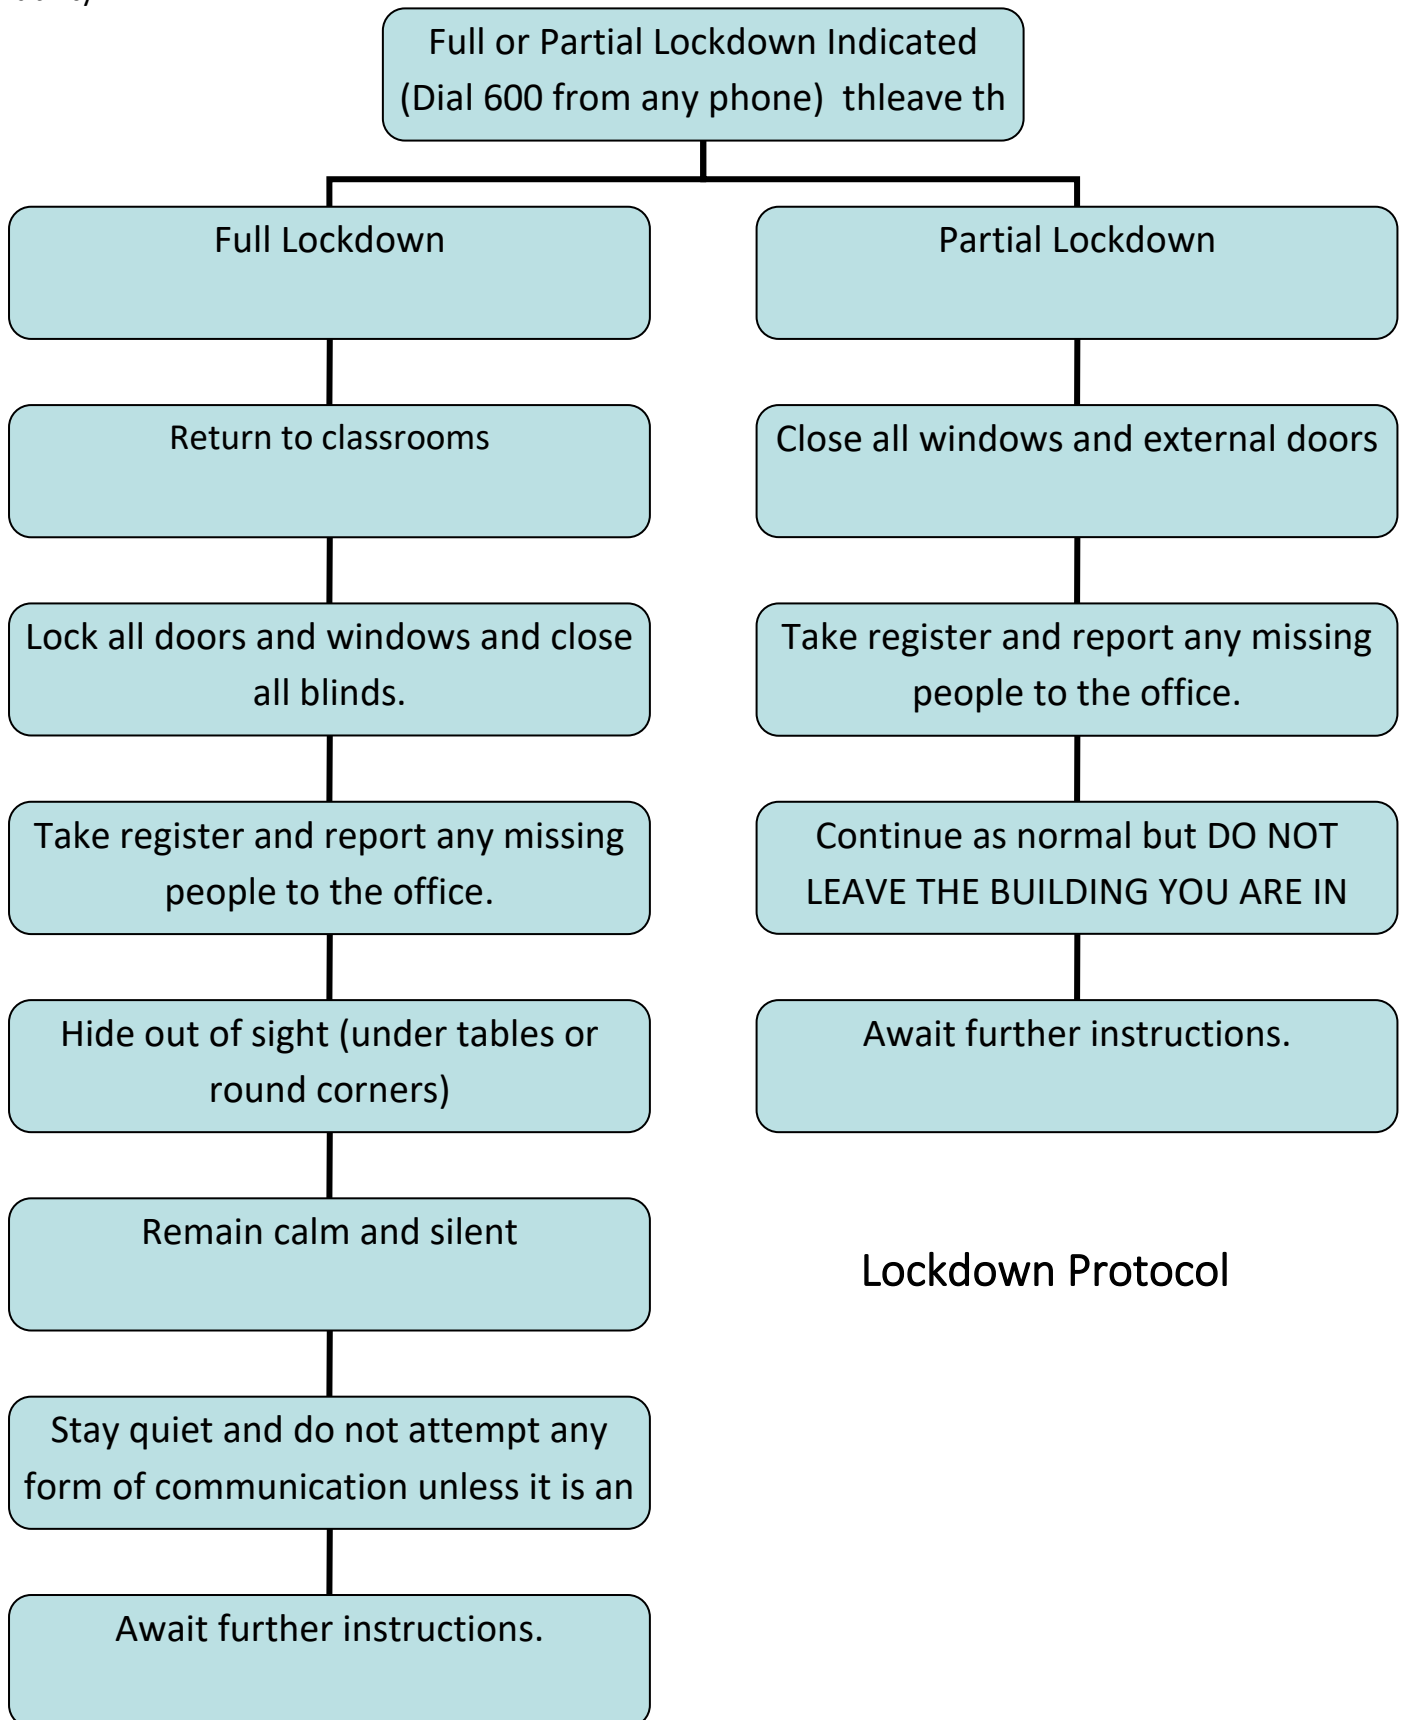 Full or Partial Lockdown Indicated
(Dial 600 from any phone)  thleave th
Full Lockdown
Partial Lockdown
Return to classrooms
Close all windows and external doors
Lock all doors and windows and close
all blinds.
Take register and report any missing
people to the office.
Take register and report any missing
people to the office.
Continue as normal but DO NOT
LEAVE THE BUILDING YOU ARE IN
Hide out of sight (under tables or
round corners)
Await further instructions.
Remain calm and silent
Lockdown Protocol
Stay quiet and do not attempt any
form of communication unless it is an
Await further instructions.